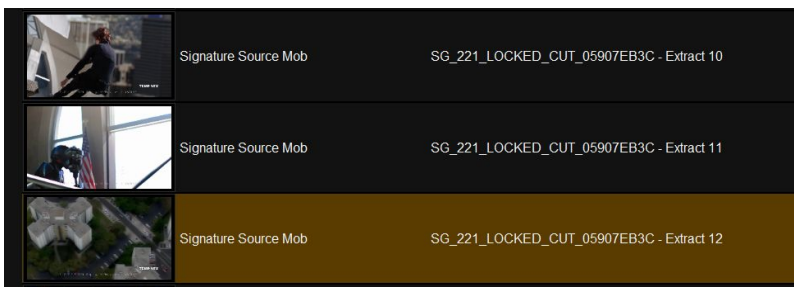 Signature Source Mob SG_221_LOCKED_CUT_05907EB3C - Extract 10
Signature Source Mob SG_221_LOCKED_CUT_05907EB3C - Extract 11
Signature Source Mob SG_221_LOCKED_CUT_05907EB3C - Extract 12